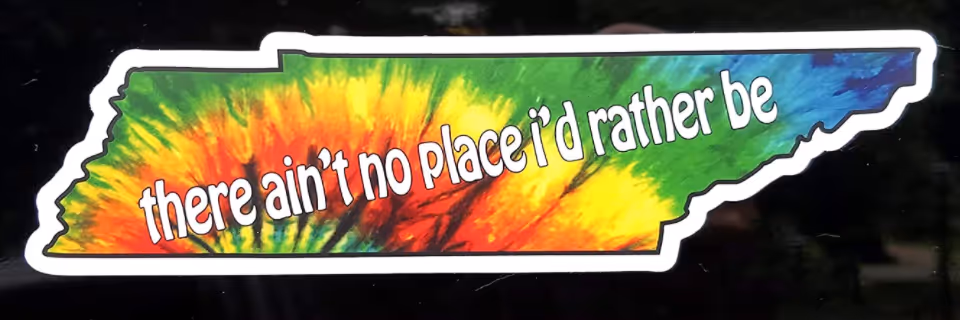 there ain't no place i'd rather be